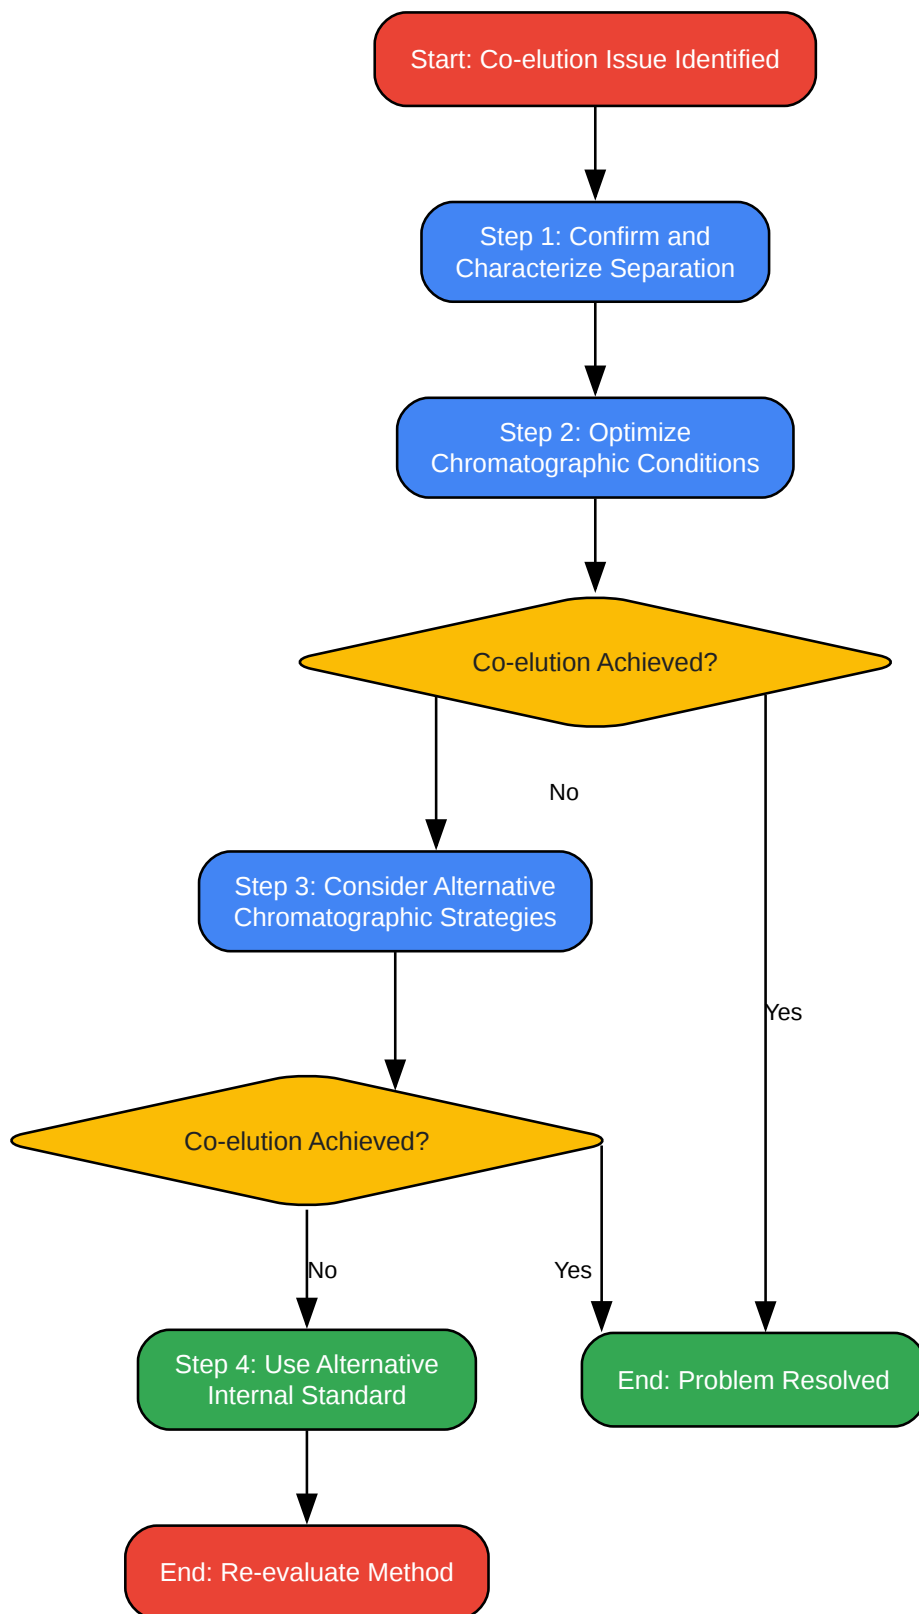 Start: Co-elution Issue Identified
Step 1: Confirm and
Characterize Separation
Step 2: Optimize
Chromatographic Conditions
Co-elution Achieved?
No
Step 3: Consider Alternative
Chromatographic Strategies
Yes
Co-elution Achieved?
No
Yes
Step 4: Use Alternative
Internal Standard
End: Problem Resolved
End: Re-evaluate Method